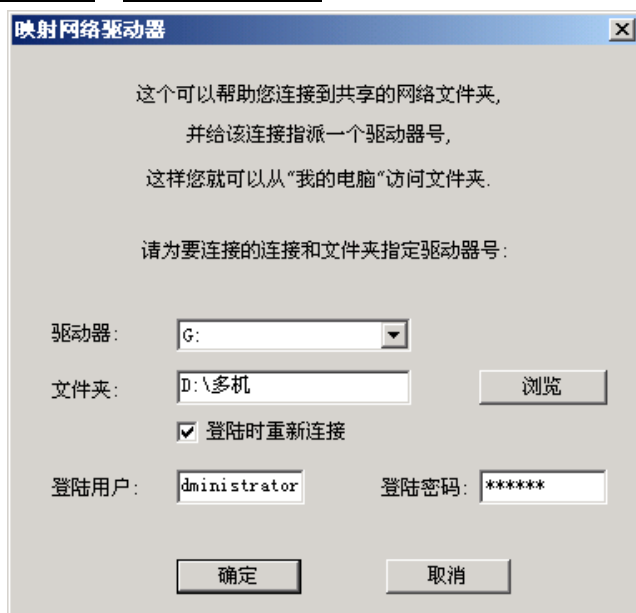 映射网络驱动器
这个可以帮助您连接到共享的网络文件夹,
并给该连接指派一个驱动器号,
这样您就可以从"我的电脑"访问文件夹.
请为要连接的连接和文件夹指定驱动器号:
驱动器: G:
文件夹: D:\多机 浏览
登陆时重新连接
登陆用户: dministrator 登陆密码: ******
确定 取消